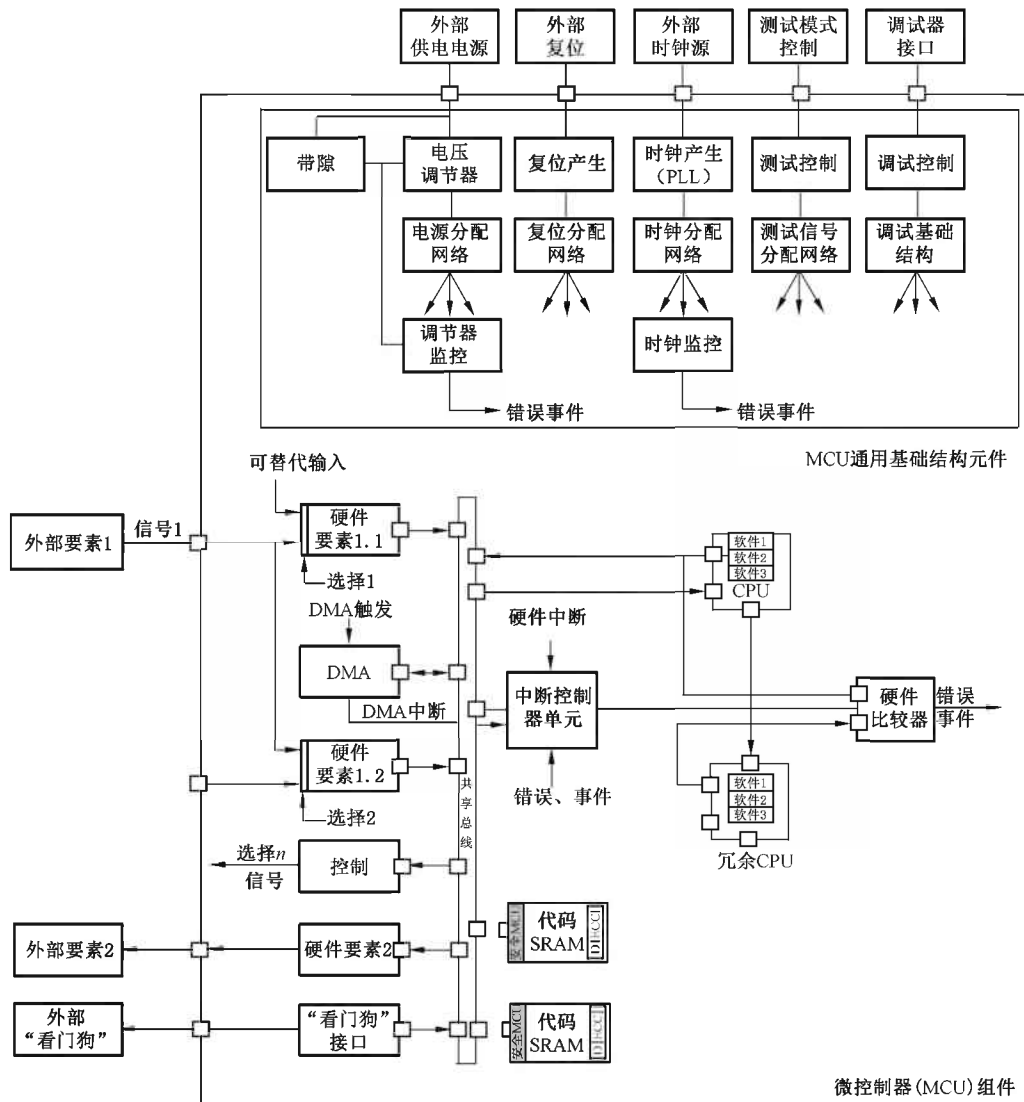 外部
供电电源
外部
复位
外部
时钟源
测试模式
控制
调试器
接口
带隙
电压
调节器
复位产生
时钟产生
（PLL）
测试控制
调试控制
电源分配
网络
复位分配
网络
时钟分配
网络
测试信号
分配网络
调试基础
结构
调节器
监控
时钟监控
错误事件
错误事件
MCU通用基础结构元件
可替代输入
外部要素1
信号1
硬件
要素1.1
选择1
DMA触发
DMA
DMA中断
硬件
要素1.2
选择2
共享总线
硬件中断
中断控制
器单元
错误、事件
软件1
软件2
软件3
CPU
硬件
比较器
错误
事件
软件1
软件2
软件3
冗余CPU
选择n
信号
控制
外部要素2
硬件要素2
安全MCU
代码
SRAM
外部
“看门狗”
“看门狗”
接口
安全MCU
代码
SRAM
微控制器(MCU)组件